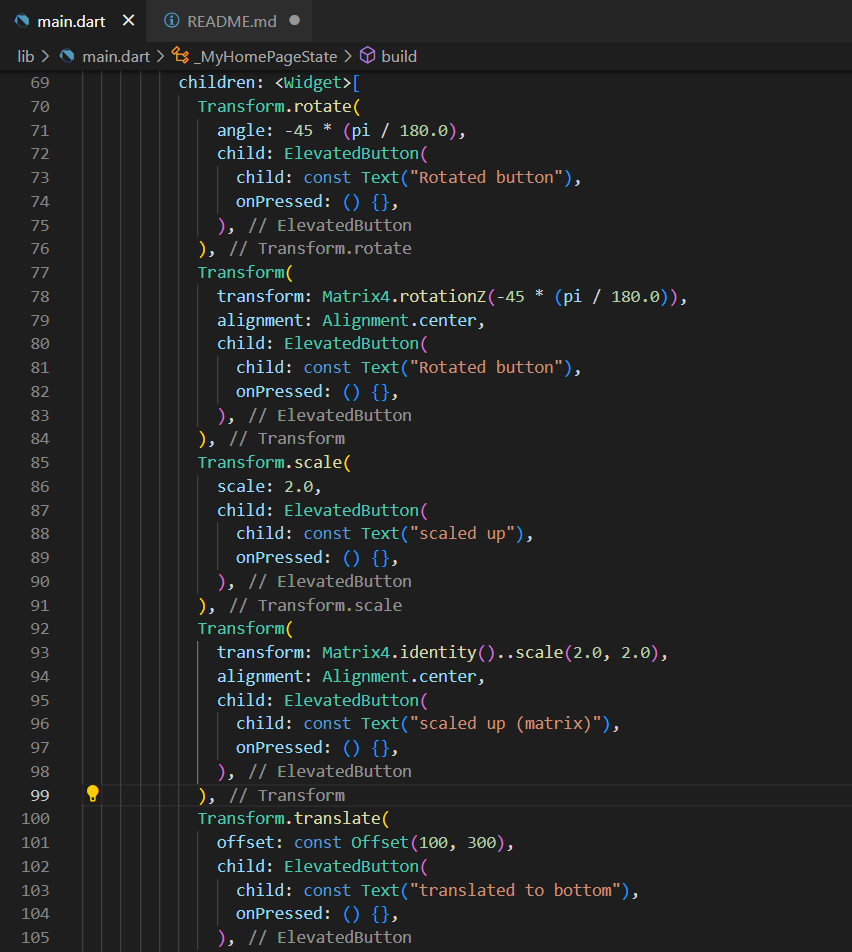 main.dart × README.md
lib > main.dart > _MyHomePageState > build
69 children: <Widget>[
70 Transform.rotate(
71 angle: -45 * (pi / 180.0),
72 child: ElevatedButton(
73 child: const Text("Rotated button"),
74 onPressed: () {},
75 ), // ElevatedButton
76 ), // Transform.rotate
77 Transform(
78 transform: Matrix4.rotationZ(-45 * (pi / 180.0)),
79 alignment: Alignment.center,
80 child: ElevatedButton(
81 child: const Text("Rotated button"),
82 onPressed: () {},
83 ), // ElevatedButton
84 ), // Transform
85 Transform.scale(
86 scale: 2.0,
87 child: ElevatedButton(
88 child: const Text("scaled up"),
89 onPressed: () {},
90 ), // ElevatedButton
91 ), // Transform.scale
92 Transform(
93 transform: Matrix4.identity()..scale(2.0, 2.0),
94 alignment: Alignment.center,
95 child: ElevatedButton(
96 child: const Text("scaled up (matrix)"),
97 onPressed: () {},
98 ), // ElevatedButton
99 ), // Transform
100 Transform.translate(
101 offset: const Offset(100, 300),
102 child: ElevatedButton(
103 child: const Text("translated to bottom"),
104 onPressed: () {},
105 ), // ElevatedButton